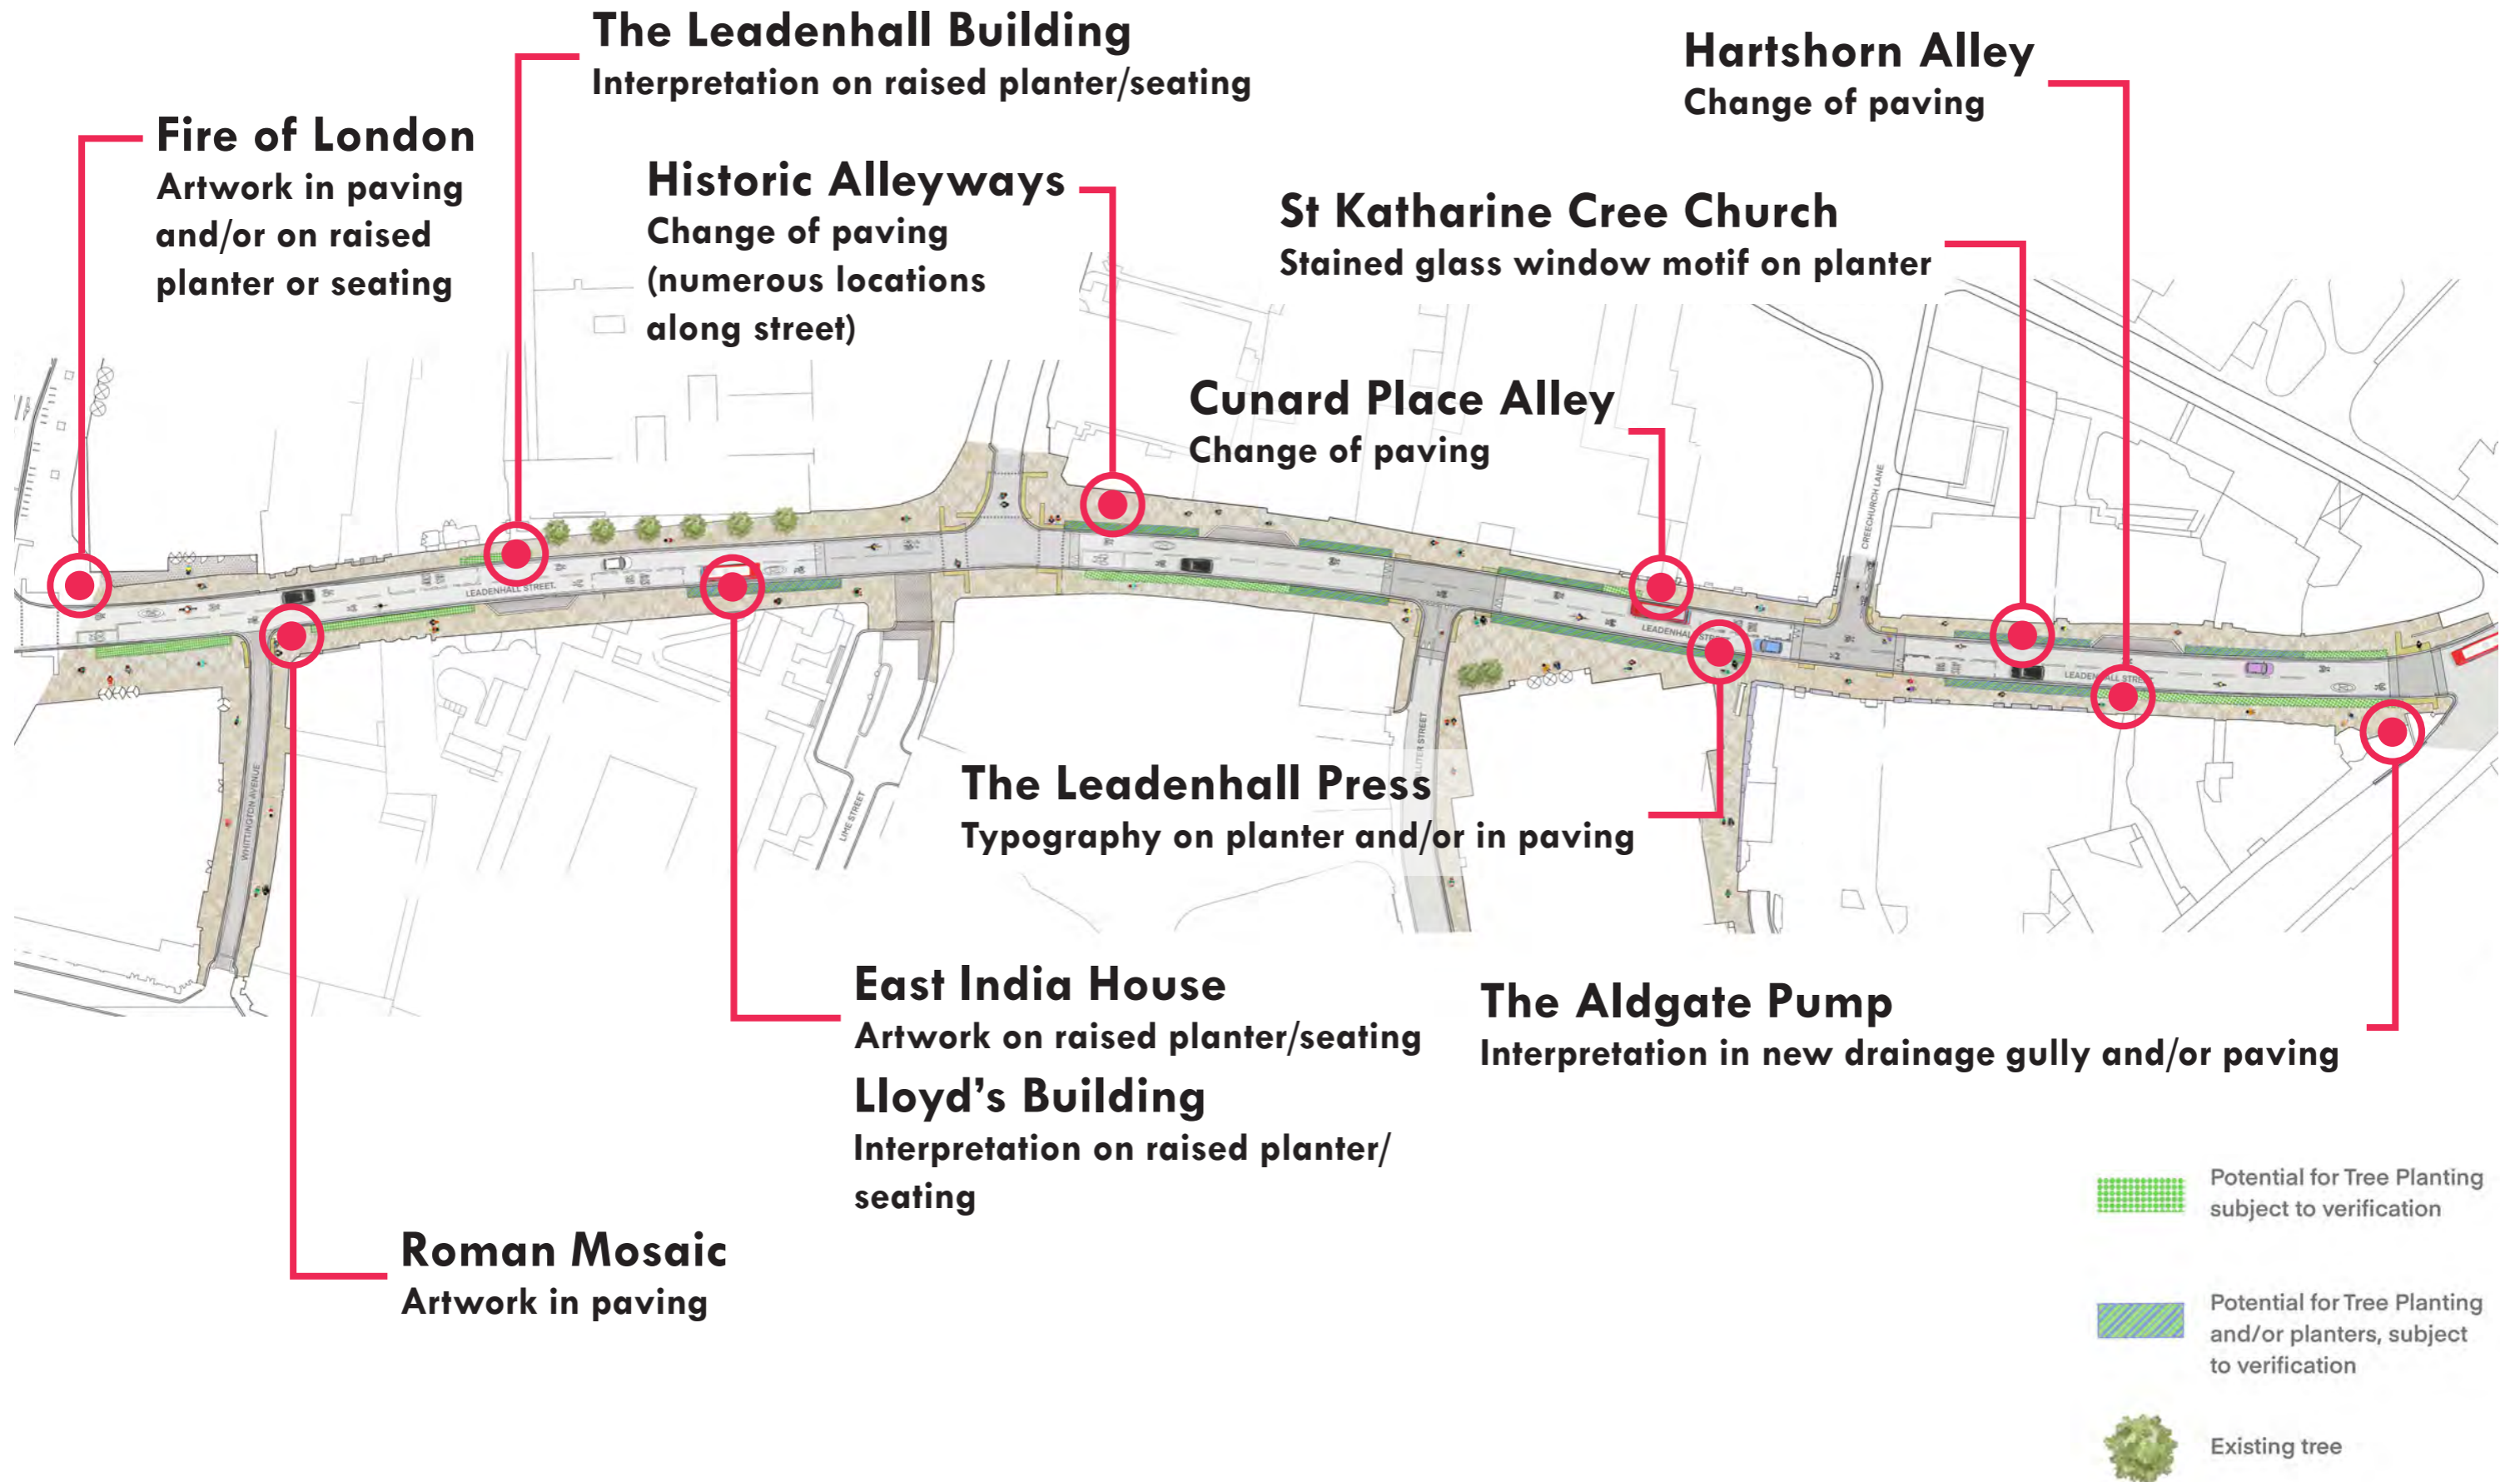 The Leadenhall Building
Interpretation on raised planter/seating
Hartshorn Alley
Change of paving
Fire of London
Artwork in paving
and/or on raised
planter or seating
Historic Alleyways
Change of paving
(numerous locations
along street)
St Katharine Cree Church
Stained glass window motif on planter
Cunard Place Alley
Change of paving
CREECHURCH LANE
LEADENHALL STREET
LEADENHALL
LEADENHALL STREET
WHITTINGTON AVENUE
LIME STREET
STREET
The Leadenhall Press
Typography on planter and/or in paving
East India House
Artwork on raised planter/seating
Lloyd's Building
Interpretation on raised planter/
seating
The Aldgate Pump
Interpretation in new drainage gully and/or paving
Roman Mosaic
Artwork in paving
Potential for Tree Planting
subject to verification
Potential for Tree Planting
and/or planters, subject
to verification
Existing tree